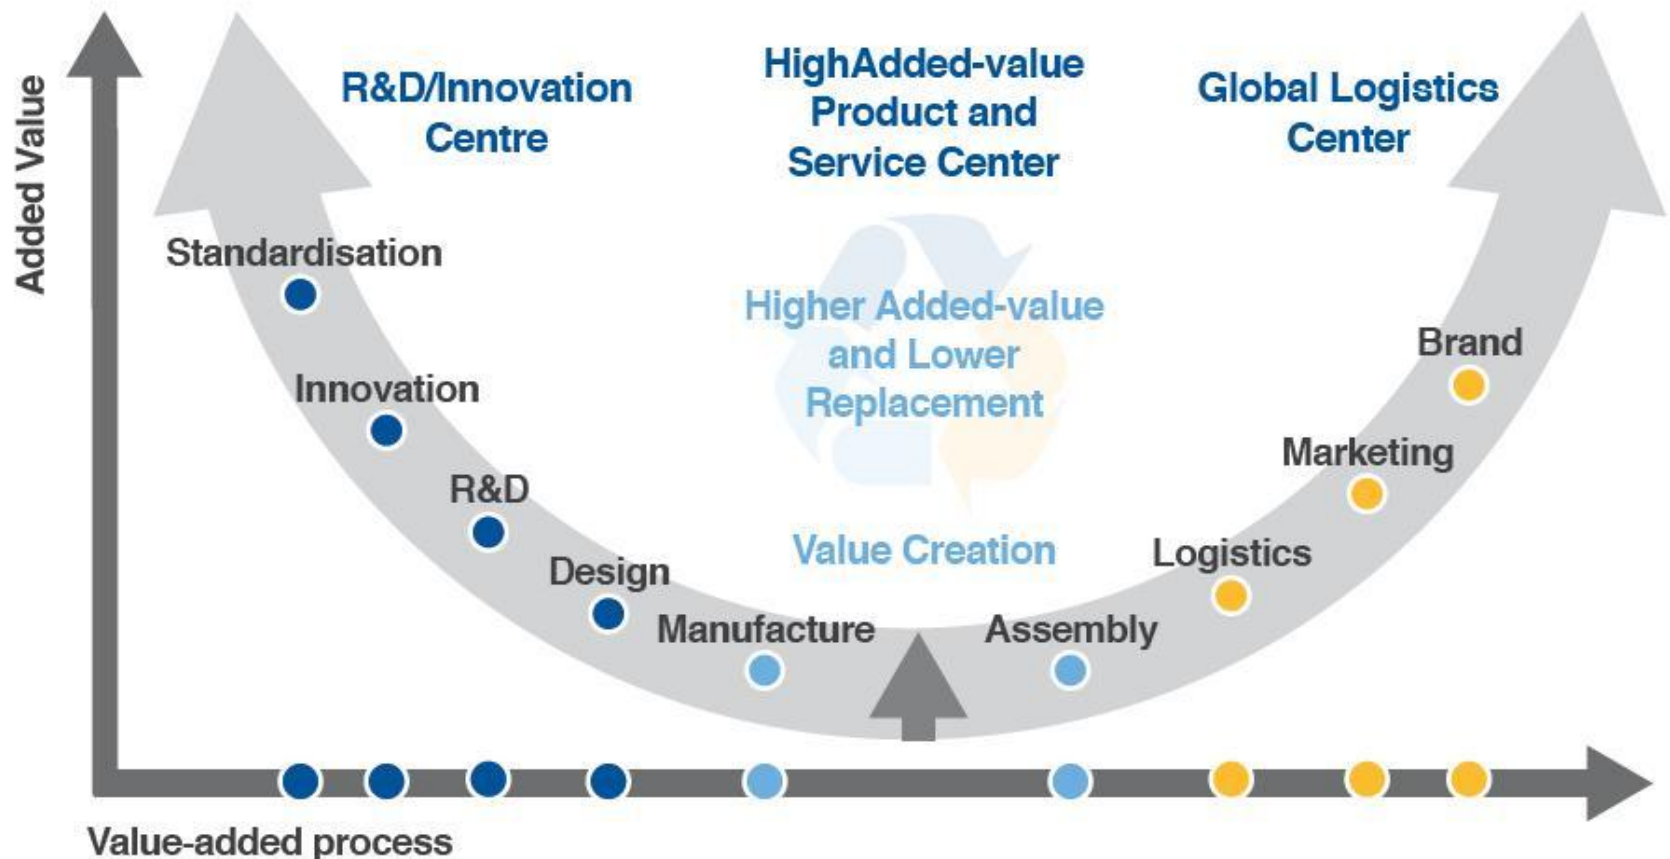 Added Value
R&D/Innovation
Centre
HighAdded-value
Product and
Service Center
Global Logistics
Center
Standardisation
Innovation
R&D
Design
Manufacture
Higher Added-value
and Lower
Replacement
Value Creation
Assembly
Logistics
Marketing
Brand
Value-added process